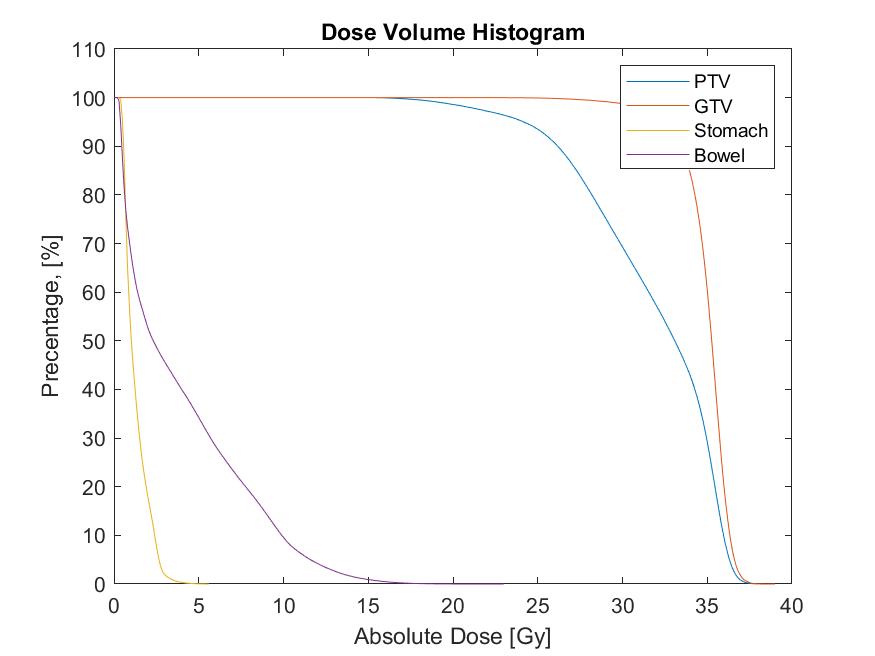 Dose Volume Histogram
110
100
90
80
70
60
50
40
30
20
10
0
Precentage, [%]
PTV
GTV
Stomach
Bowel
0 5 10 15 20 25 30 35 40
Absolute Dose [Gy]